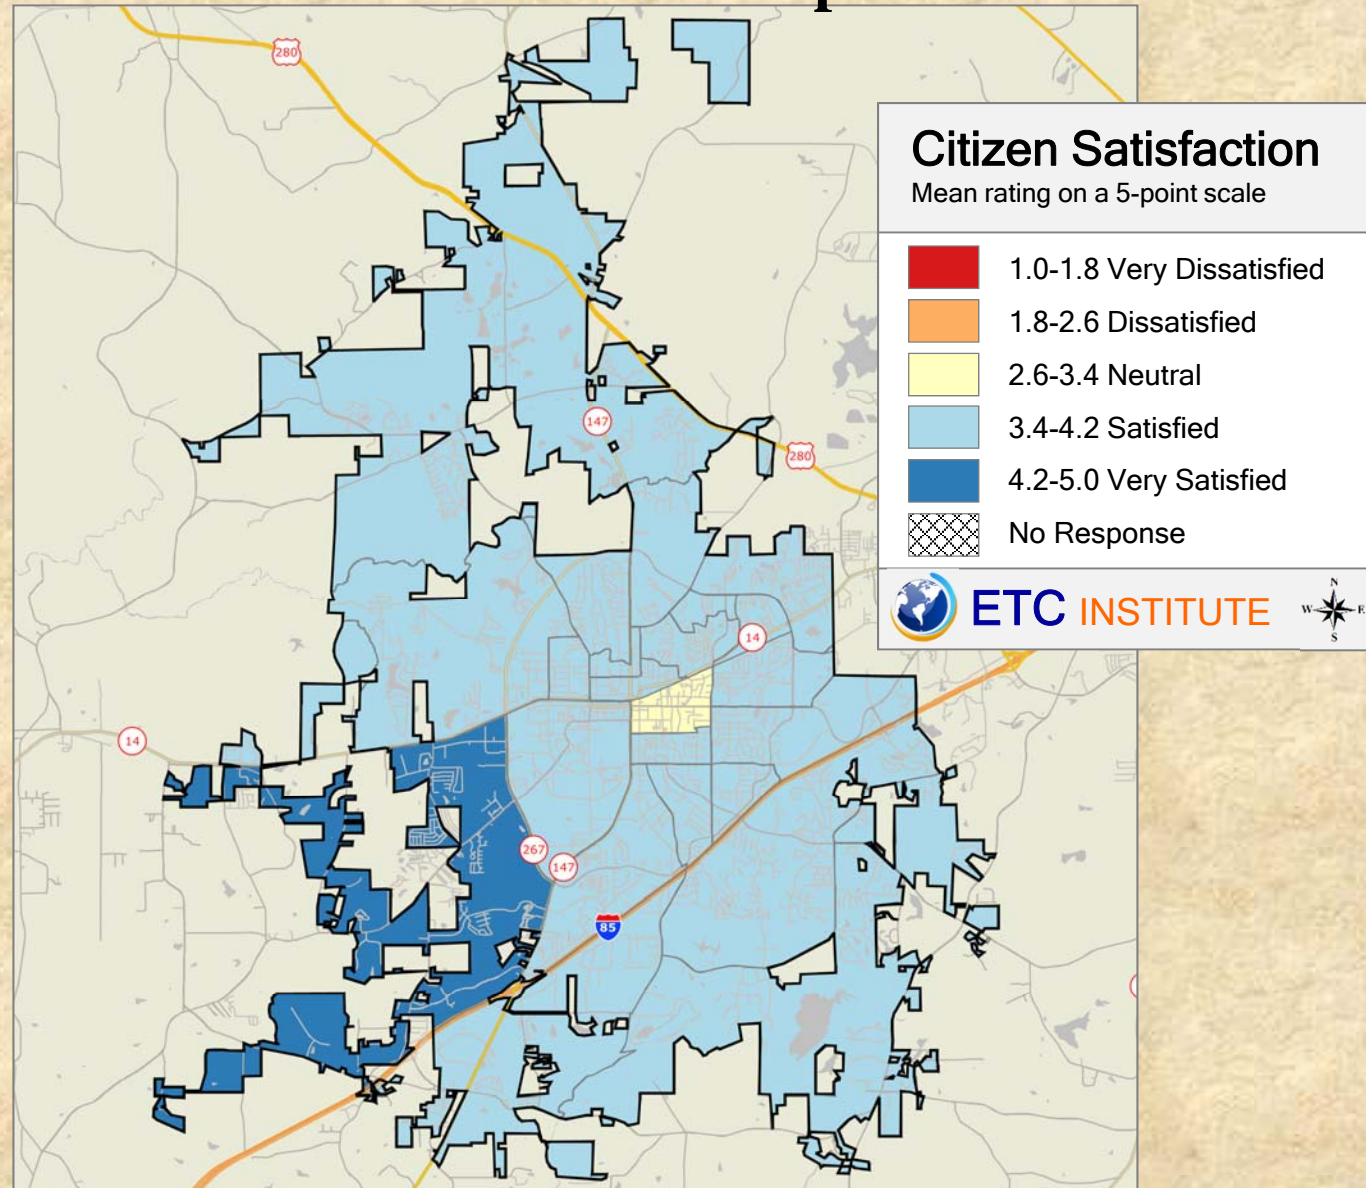 280
Citizen Satisfaction
Mean rating on a 5-point scale
1.0-1.8 Very Dissatisfied
1.8-2.6 Dissatisfied
2.6-3.4 Neutral
3.4-4.2 Satisfied
4.2-5.0 Very Satisfied
No Response
ETC INSTITUTE
N
W E
S
147
280
14
14
267
147
85